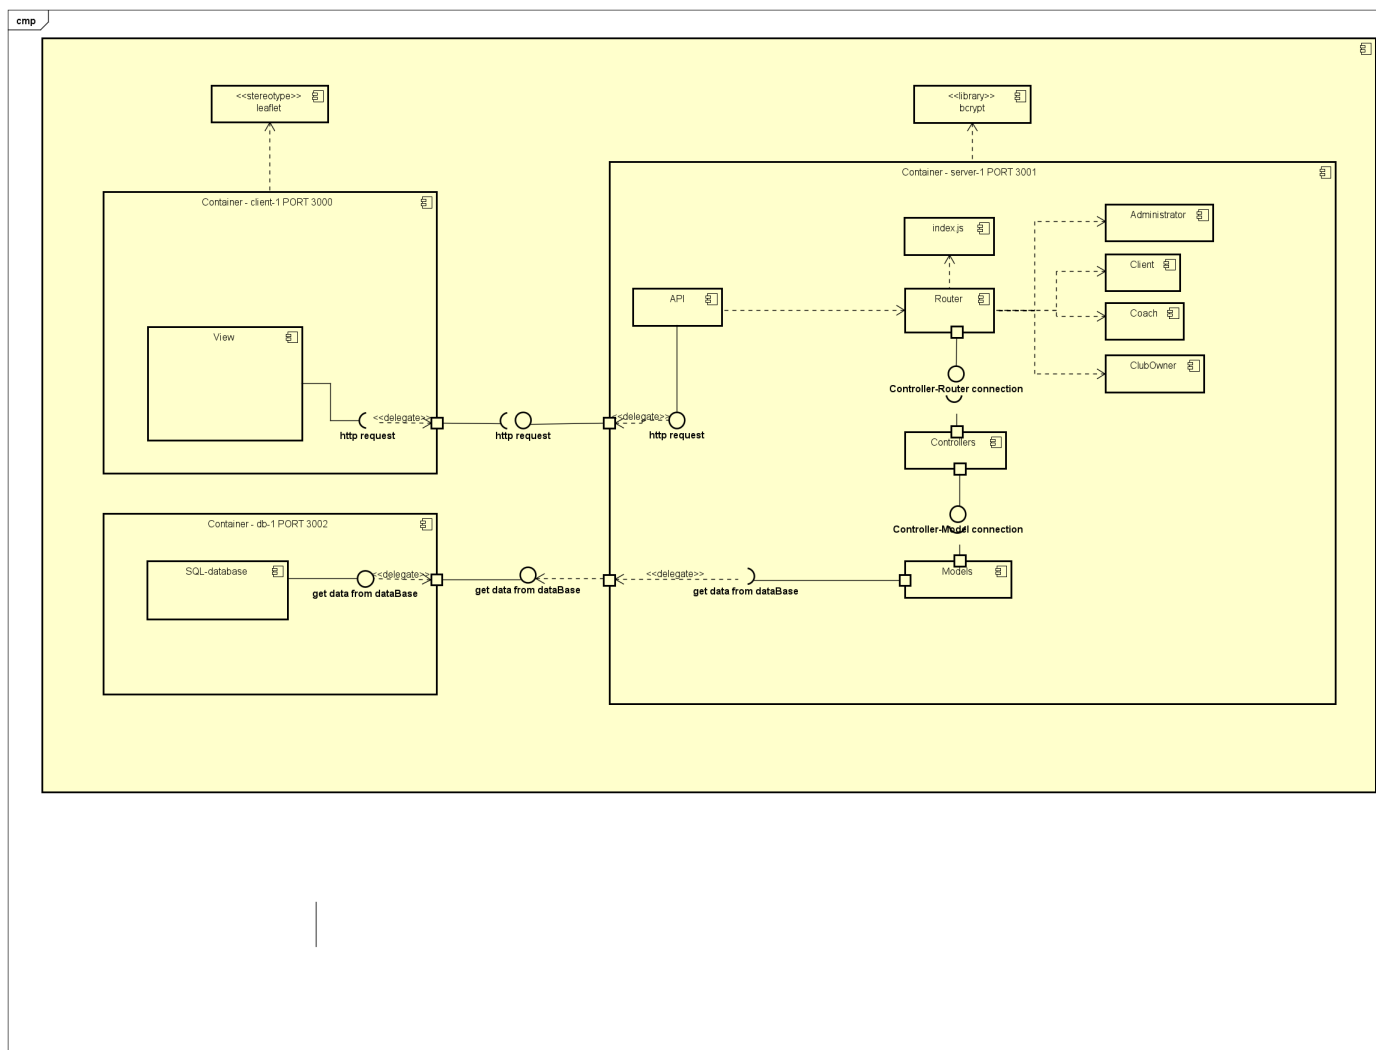 cmp
<<stereotype>>
leaflet
<<library>>
bcrypt
Container - client-1 PORT 3000
View
<<delegate>>
http request
http request
Container - server-1 PORT 3001
index.js
API
Router
Administrator
Client
Coach
ClubOwner
<<delegate>>
http request
Controller-Router connection
Controllers
Controller-Model connection
Models
Container - db-1 PORT 3002
SQL-database
<<delegate>>
get data from dataBase
get data from dataBase
<<delegate>>
get data from dataBase